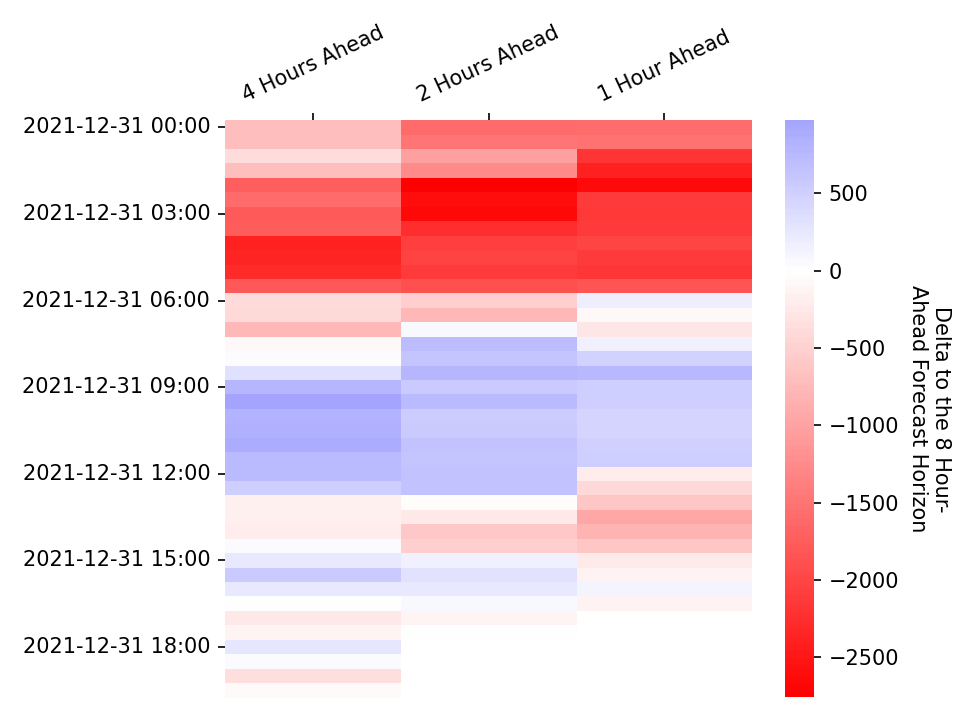 4 Hours Ahead
2 Hours Ahead
1 Hour Ahead
2021-12-31 00:00
2021-12-31 03:00
2021-12-31 06:00
2021-12-31 09:00
2021-12-31 12:00
2021-12-31 15:00
2021-12-31 18:00
500
0
−500
−1000
−1500
−2000
−2500
Delta to the 8 Hour-
Ahead Forecast Horizon